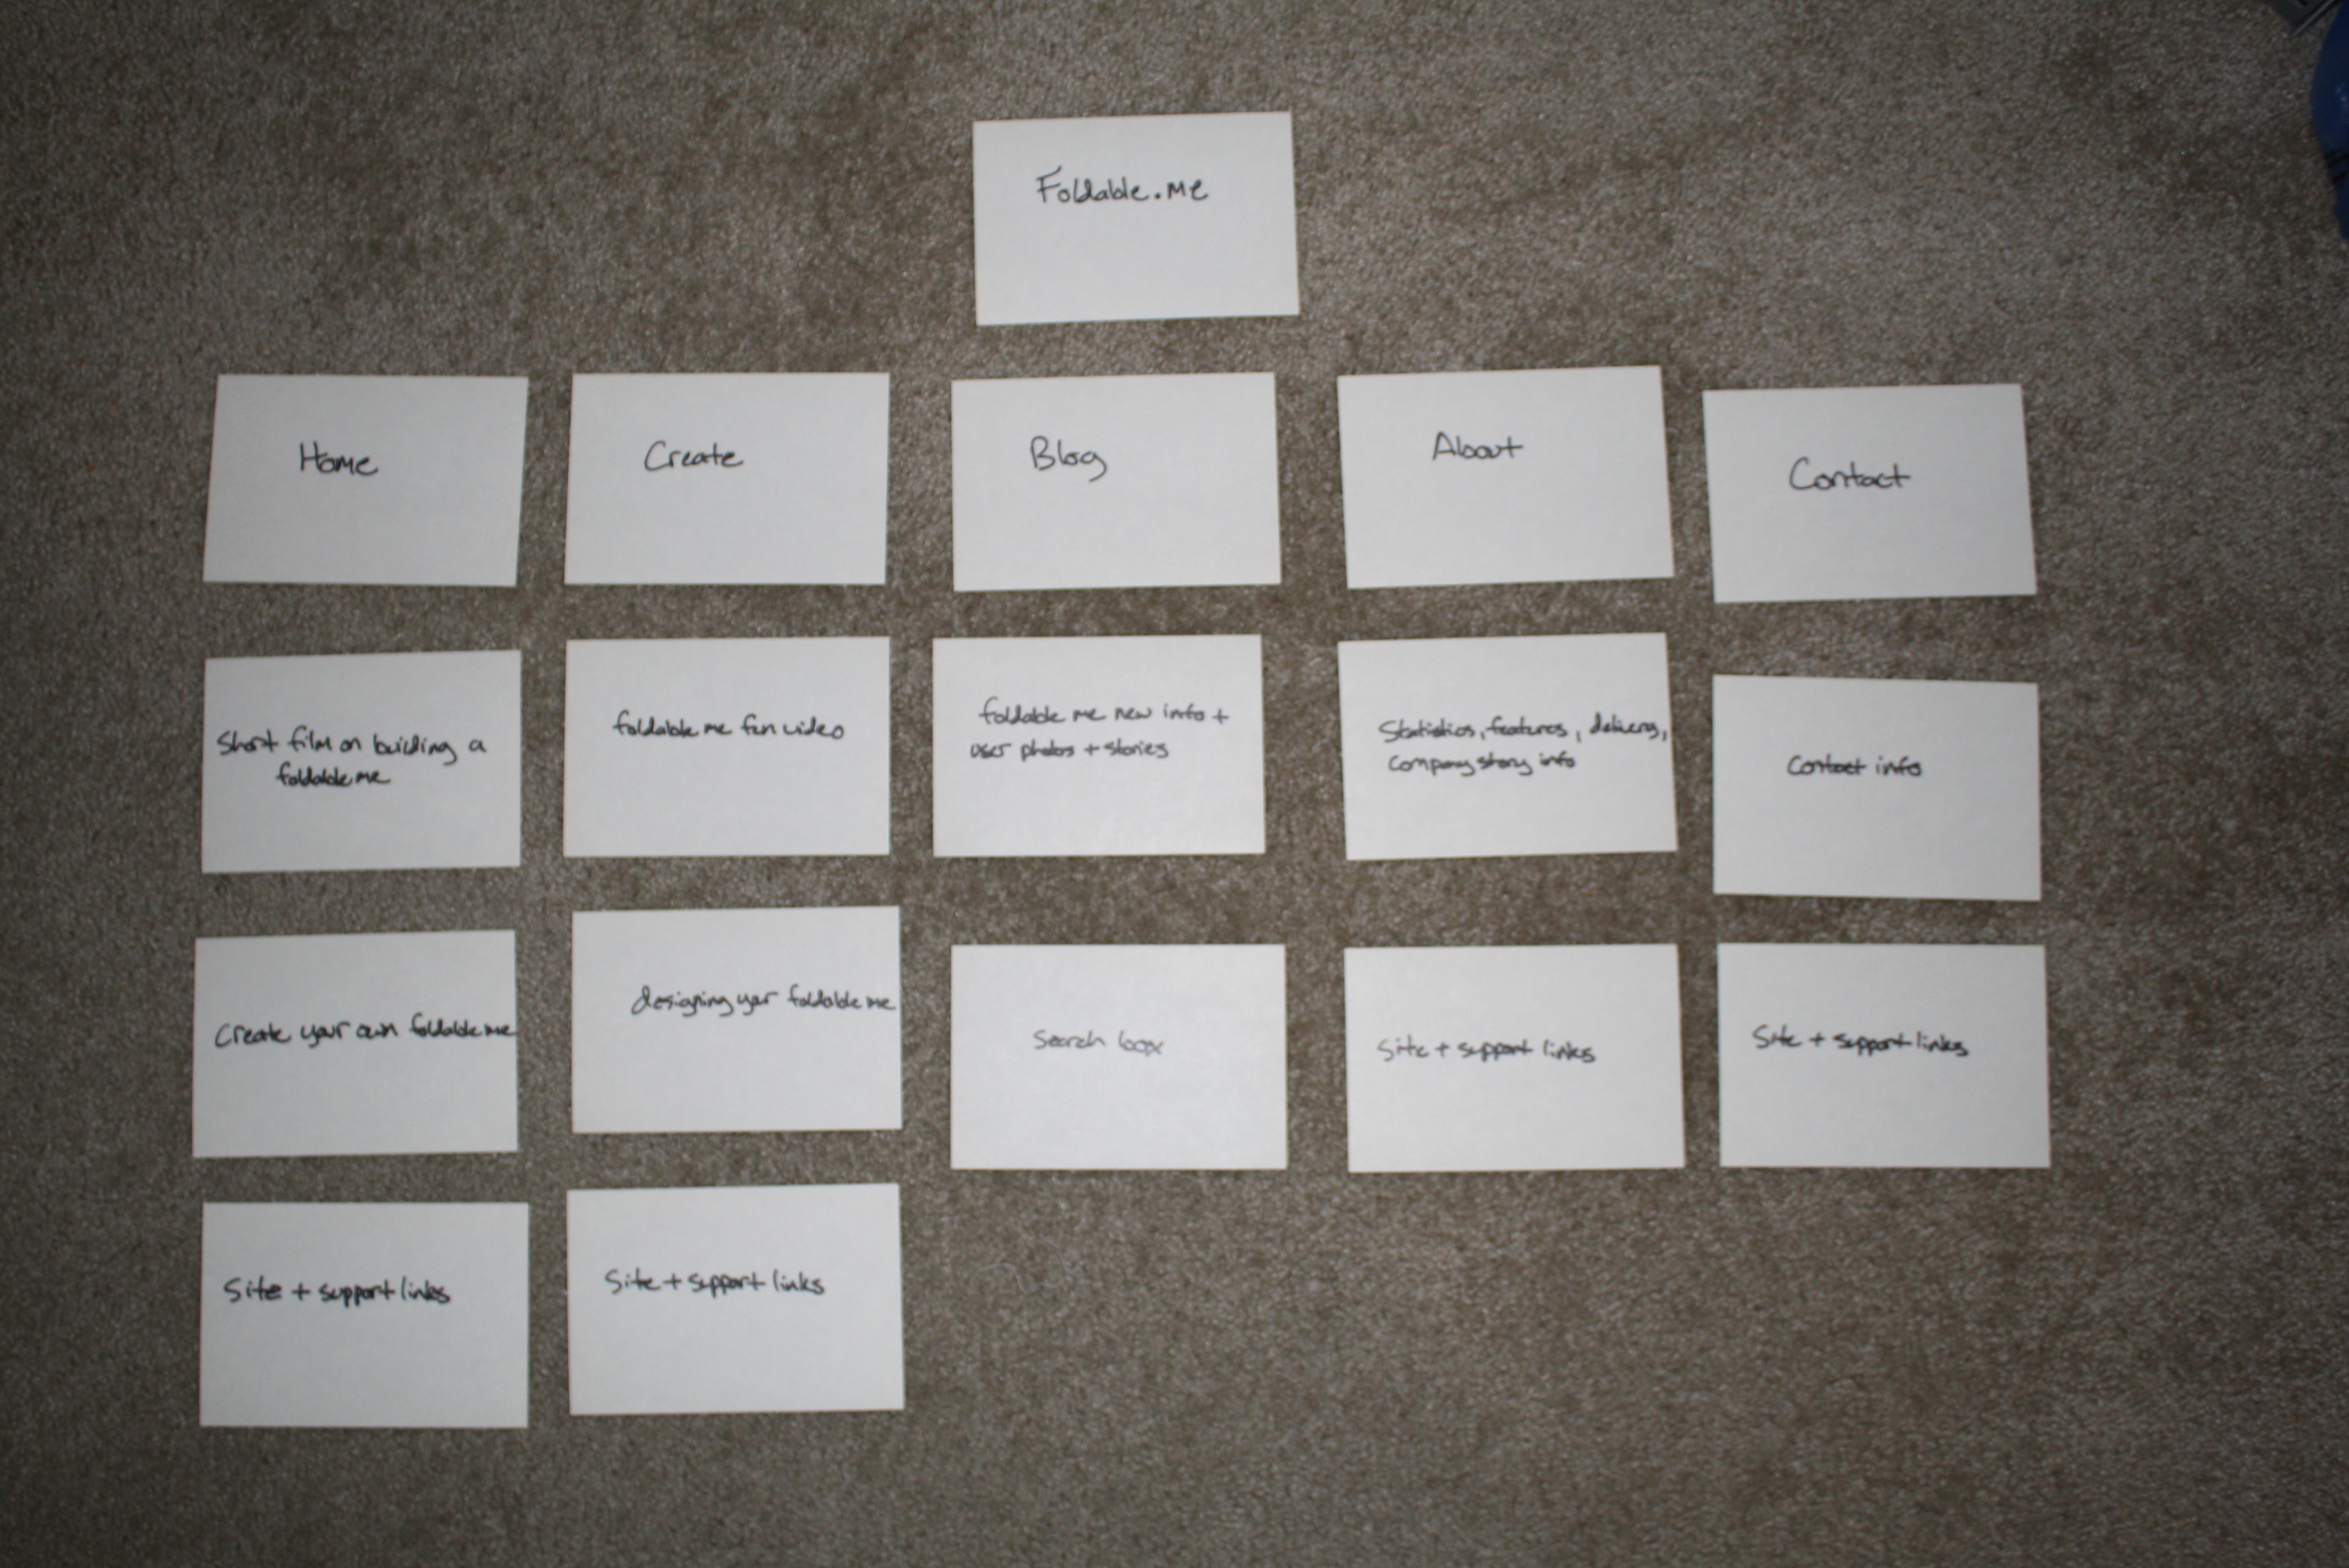 Foldable.me
Home
Create
Blog
About
Contact
Short film on building a
foldable me
foldable me fan video
foldable me new info +
user photos + stories
Statistics, features, delivery,
company story info
Contact info
Create your own foldable me
designing your foldable me
Search box
Site + support links
Site + support links
Site + support links
Site + support links